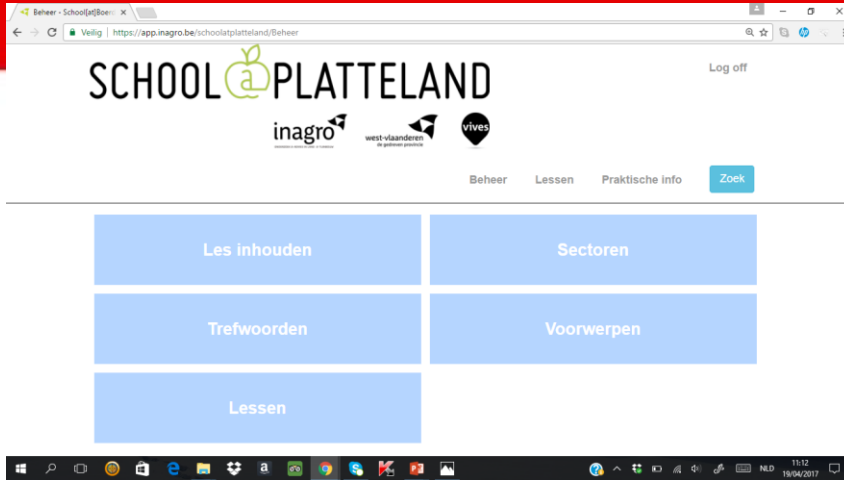 Beheer - School[at]Boere
Veilig | https://app.inagro.be/schoolatplatteland/Beheer
SCHOOL@PLATTELAND
Log off
inagro
west-vlaanderen
de gedreven provincie
vives
Beheer Lessen Praktische info Zoek
Les inhouden Sectoren
Trefwoorden Voorwerpen
Lessen
NLD
11:12
19/04/2017